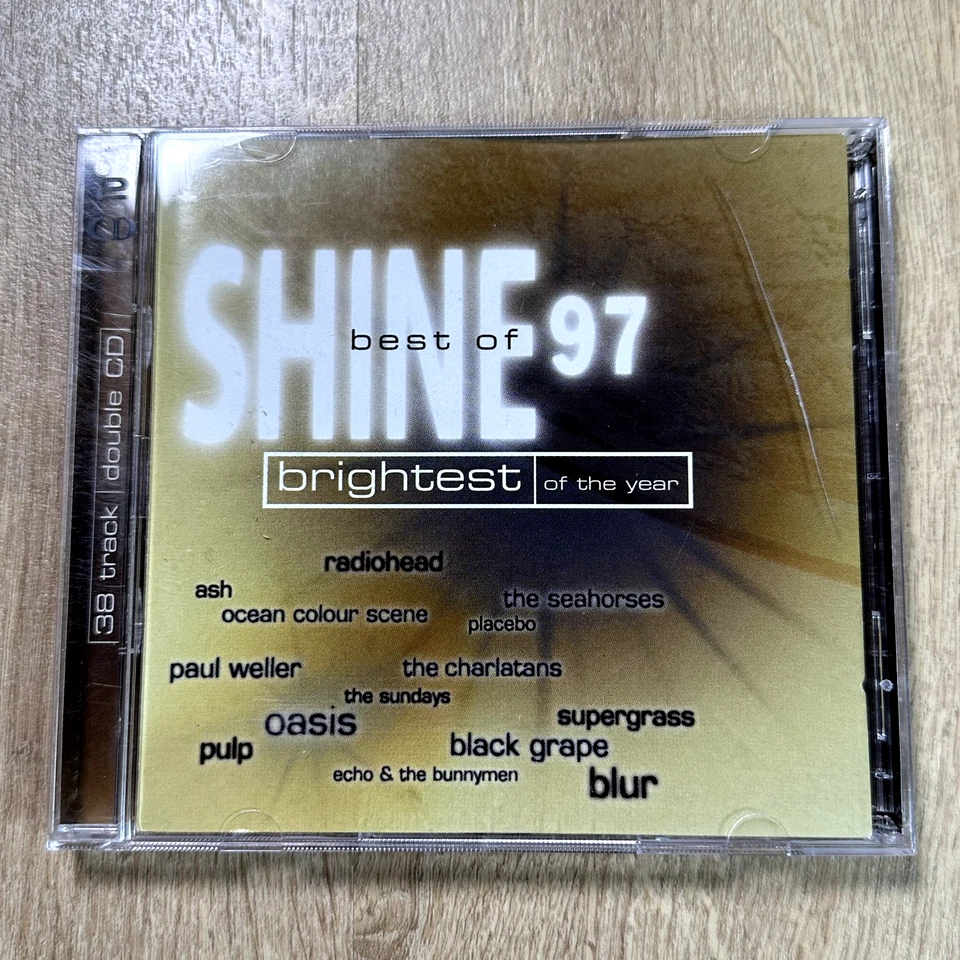 2
CD
38 track | double CD
SHINE
best of
97
brightest of the year
radiohead
ash
the seahorses
ocean colour scene
placebo
paul weller
the charlatans
the sundays
oasis
supergrass
pulp
black grape
echo & the bunnymen
blur